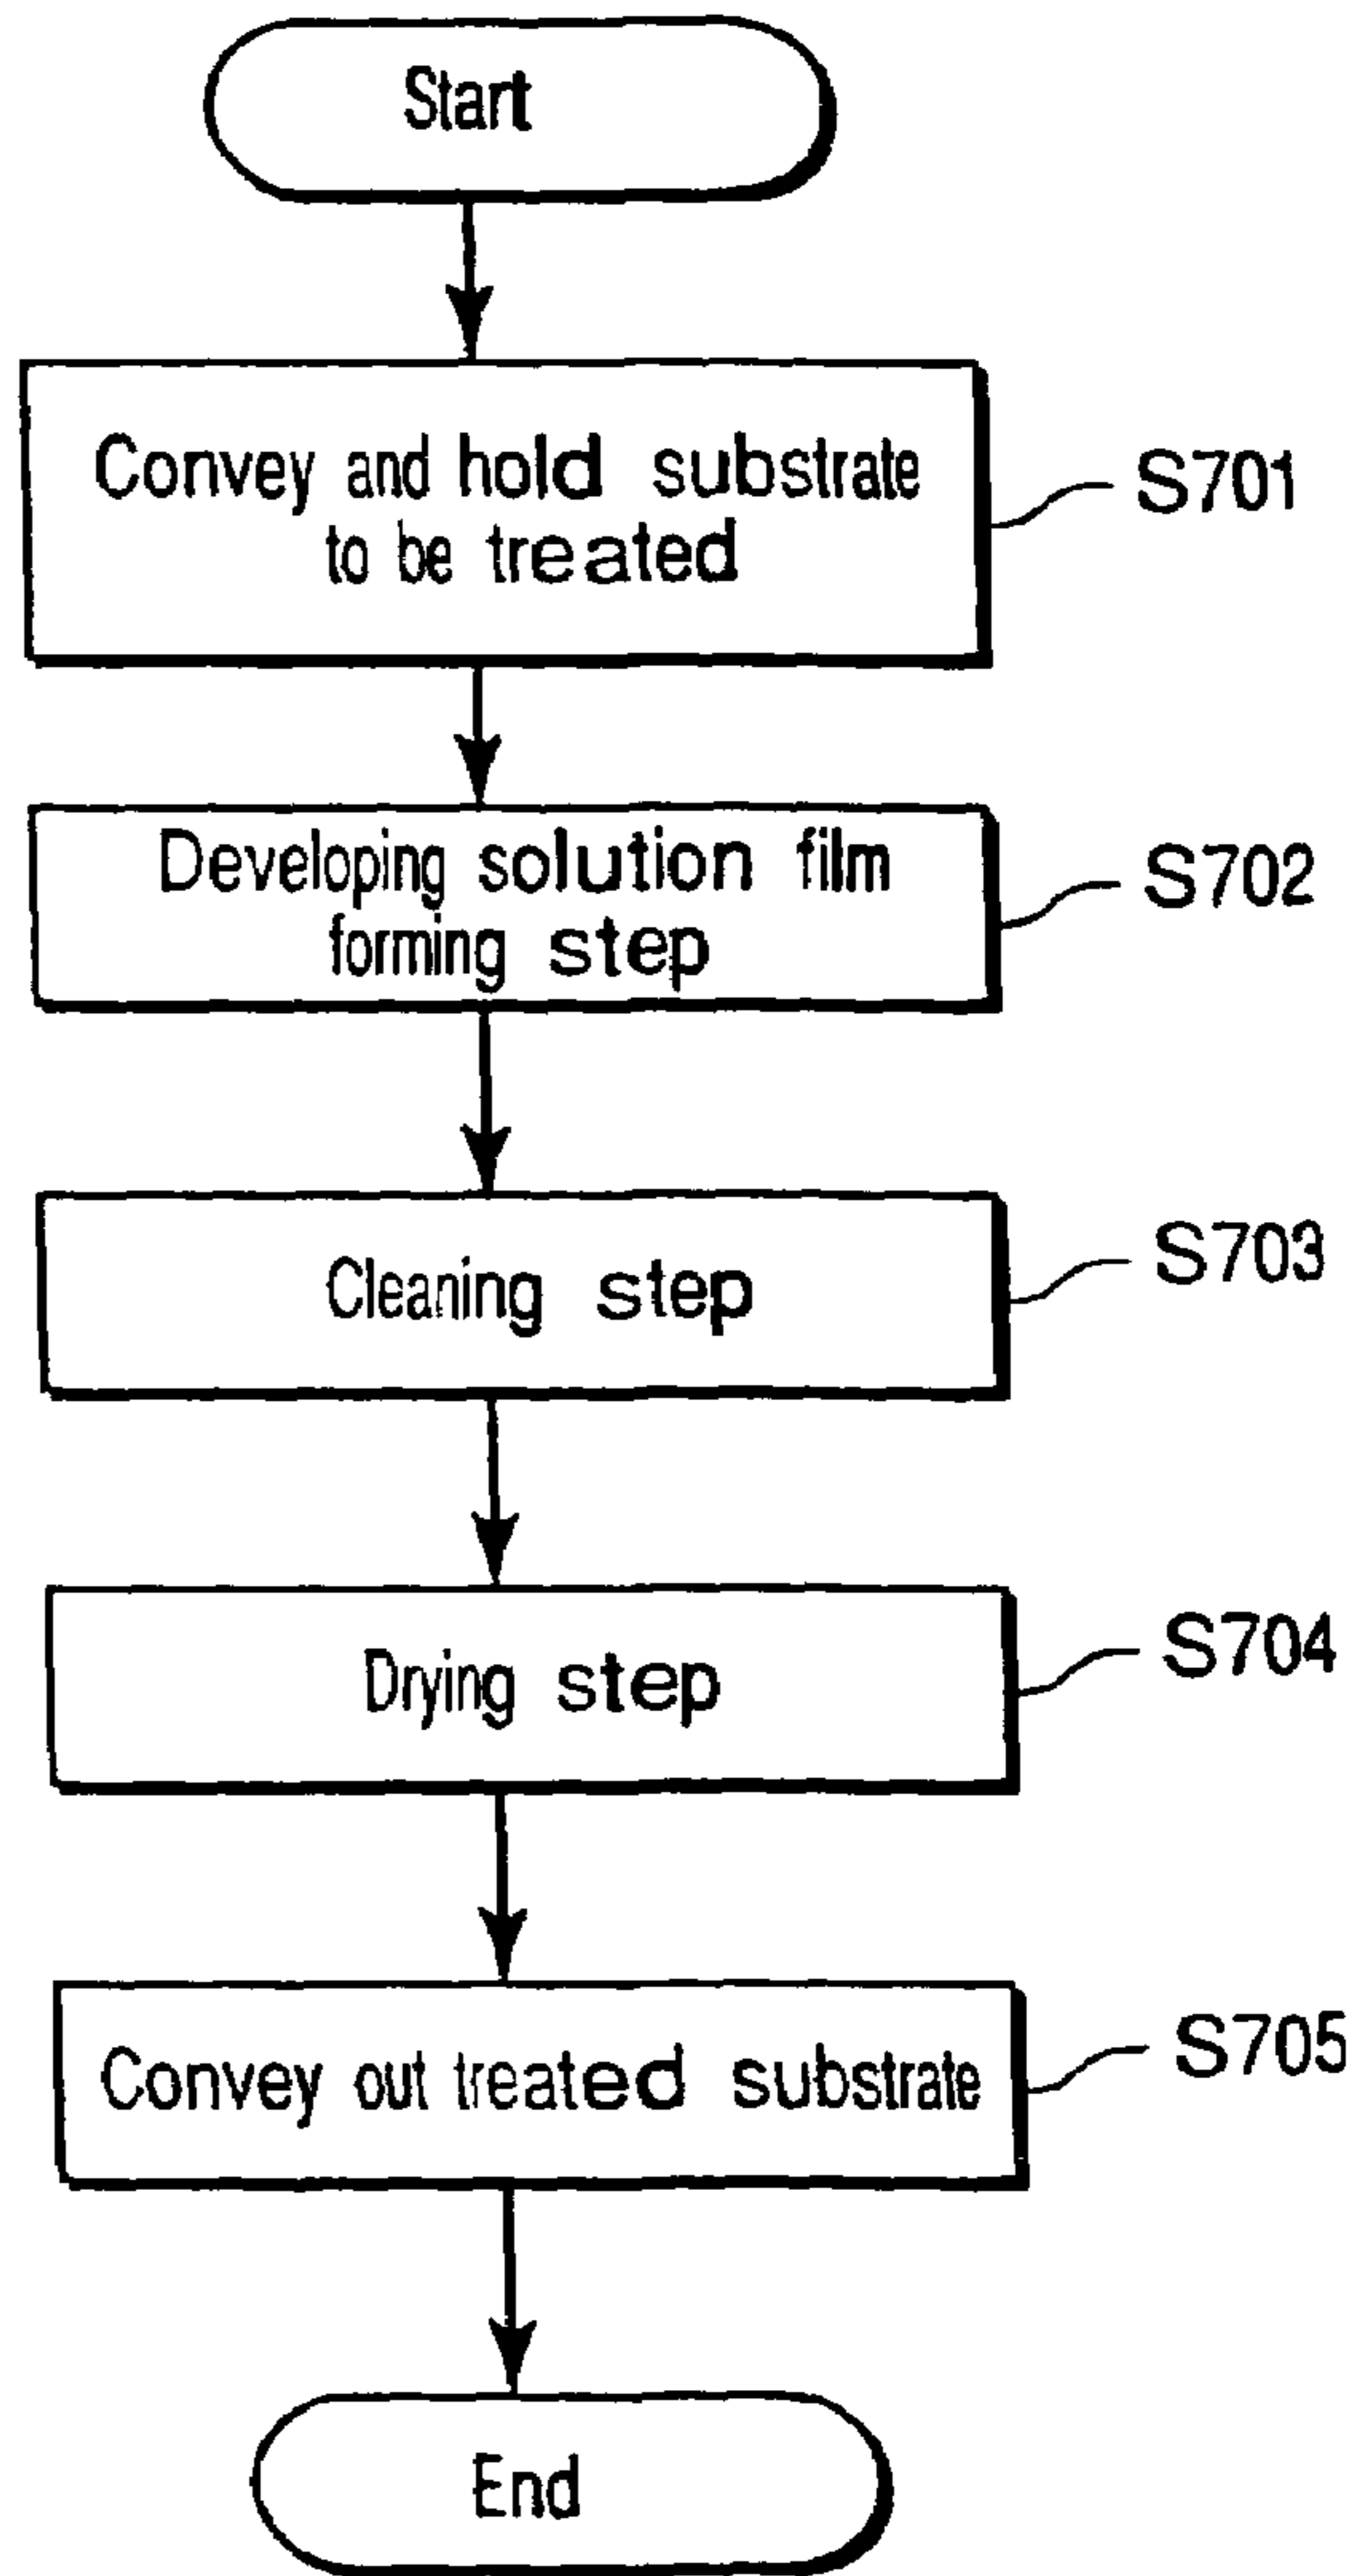 Start
Convey and hold substrate
to be treated
S701
Developing solution film
forming step
S702
Cleaning step
S703
Drying step
S704
Convey out treated substrate
S705
End